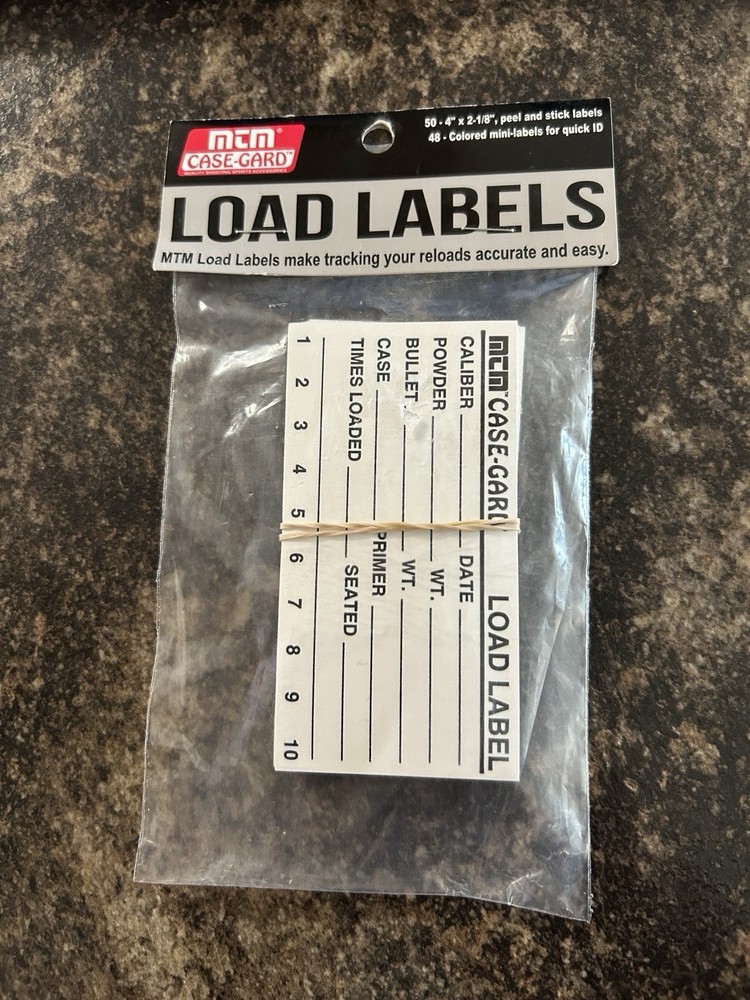 MTM®
CASE-GARD™
QUALITY SHOOTING SPORTS ACCESSORIES
50 - 4" x 2-1/8", peel and stick labels
48 - Colored mini-labels for quick ID
LOAD LABELS
MTM Load Labels make tracking your reloads accurate and easy.
MTM™ CASE-GARD LOAD LABEL
CALIBER DATE
POWDER WT.
BULLET WT.
CASE PRIMER
TIMES LOADED SEATED
1 2 3 4 5 6 7 8 9 10